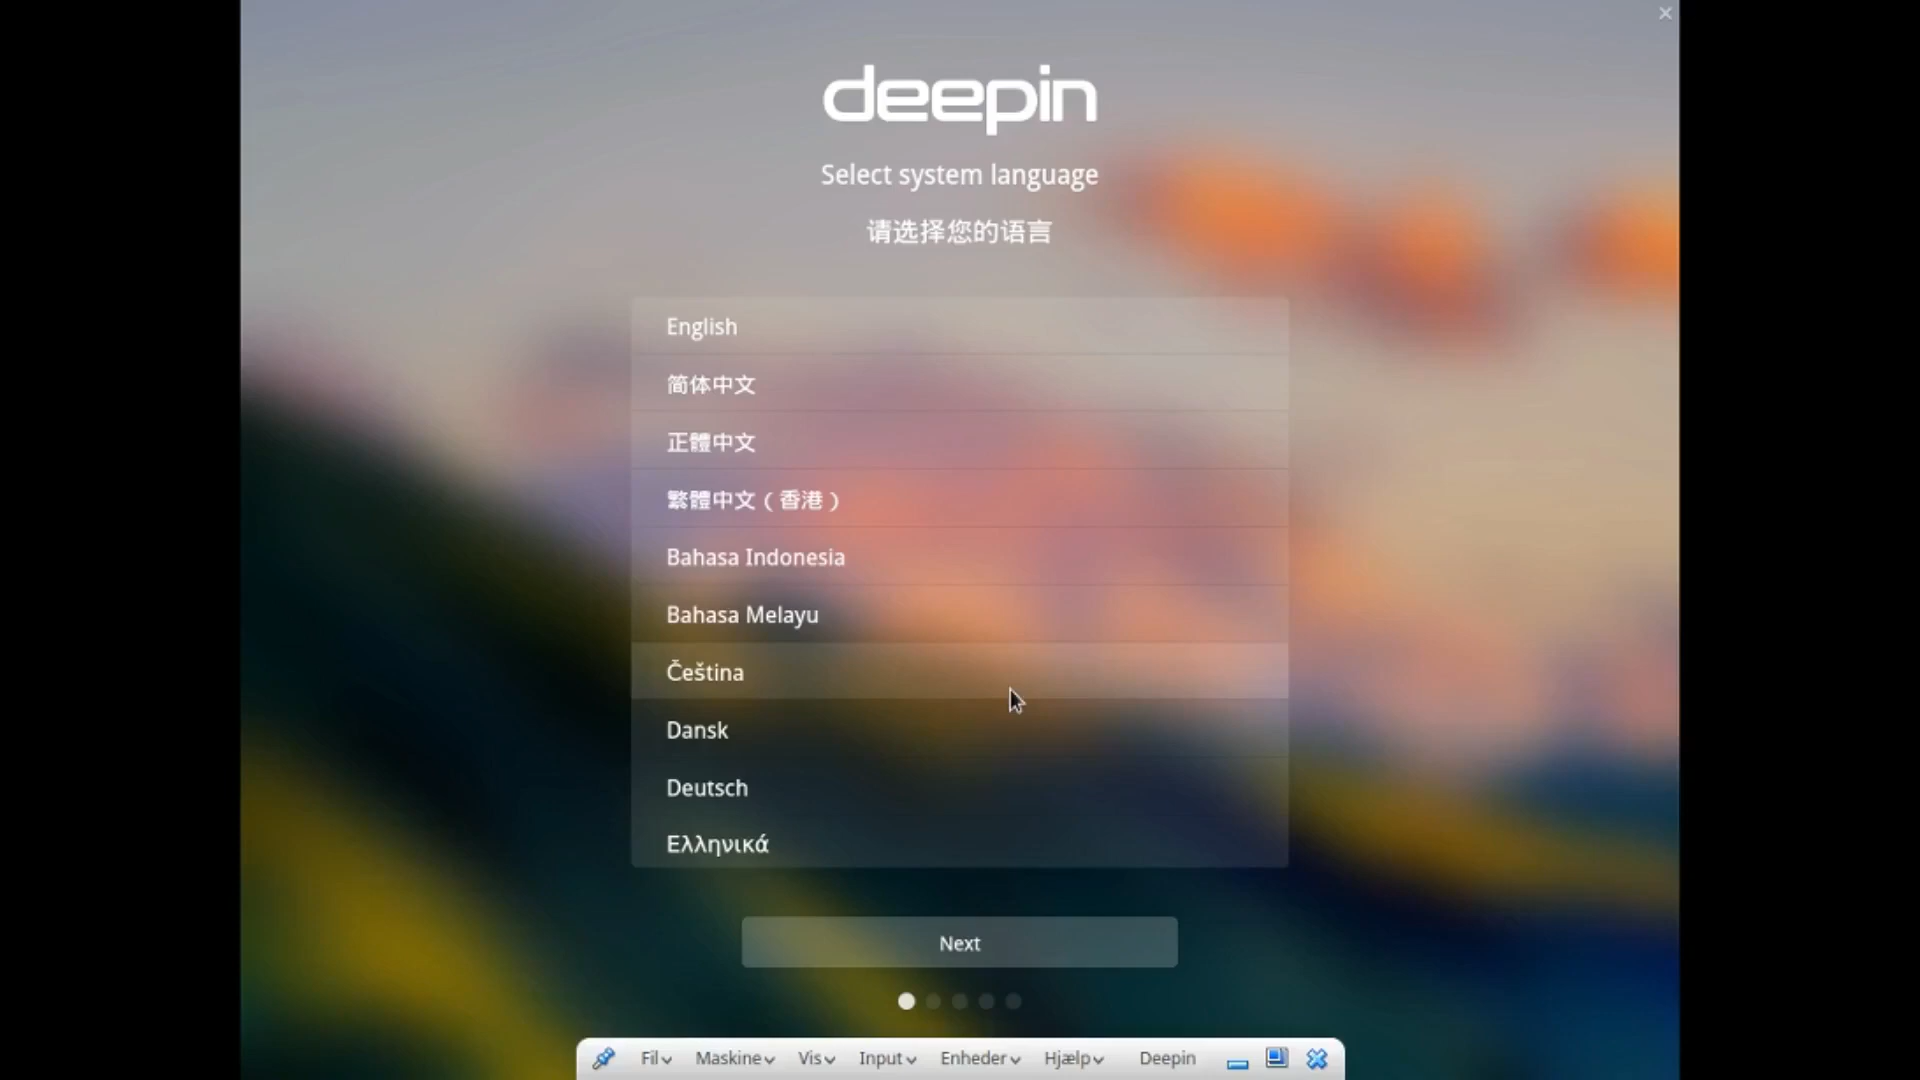 deepin
Select system language
请选择您的语言
English
简体中文
正體中文
繁體中文（香港）
Bahasa Indonesia
Bahasa Melayu
Čeština
Dansk
Deutsch
Ελληνικά
Next
Fil Maskine Vis Input Enheder Hjælp Deepin